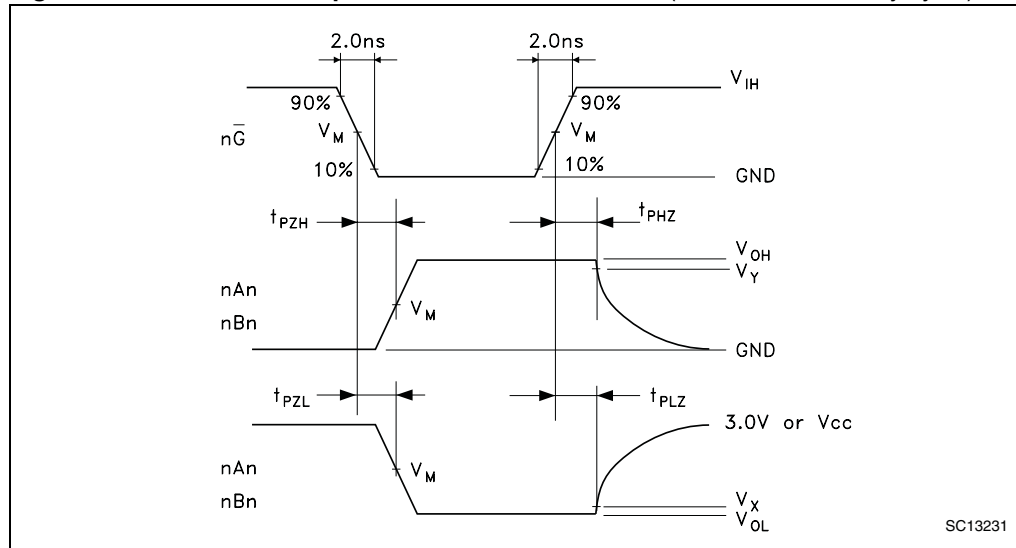 2.0ns 2.0ns
V_IH
90% 90%
nG̅ V_M V_M
10% 10%
GND
t_PZH t_PHZ
V_OH
V_Y
nAn
nBn V_M
GND
t_PZL t_PLZ
3.0V or Vcc
nAn V_M
nBn
V_X
V_OL
SC13231